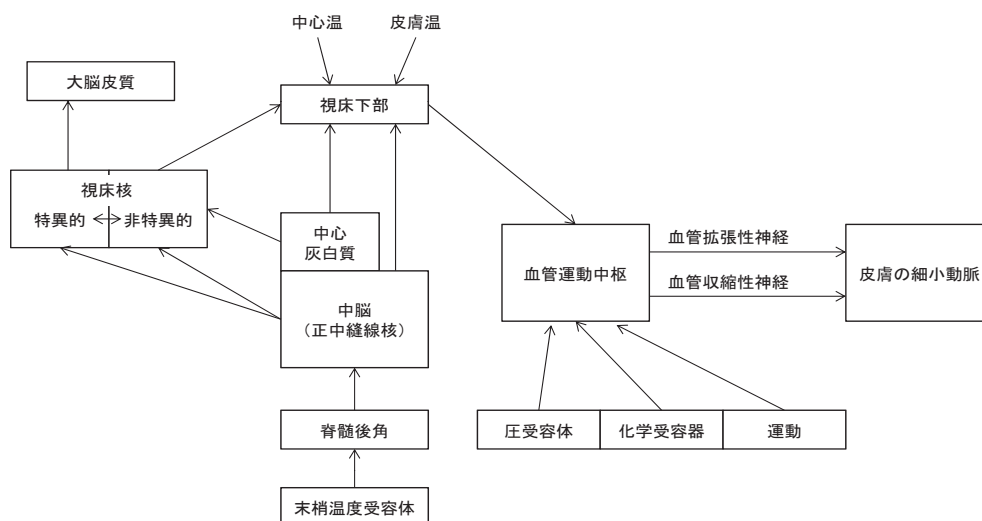 中心温
皮膚温
大脳皮質
視床下部
視床核
特異的
非特異的
中心
灰白質
中脳
（正中縫線核）
脊髄後角
末梢温度受容体
血管運動中枢
血管拡張性神経
血管収縮性神経
皮膚の細小動脈
圧受容体
化学受容器
運動